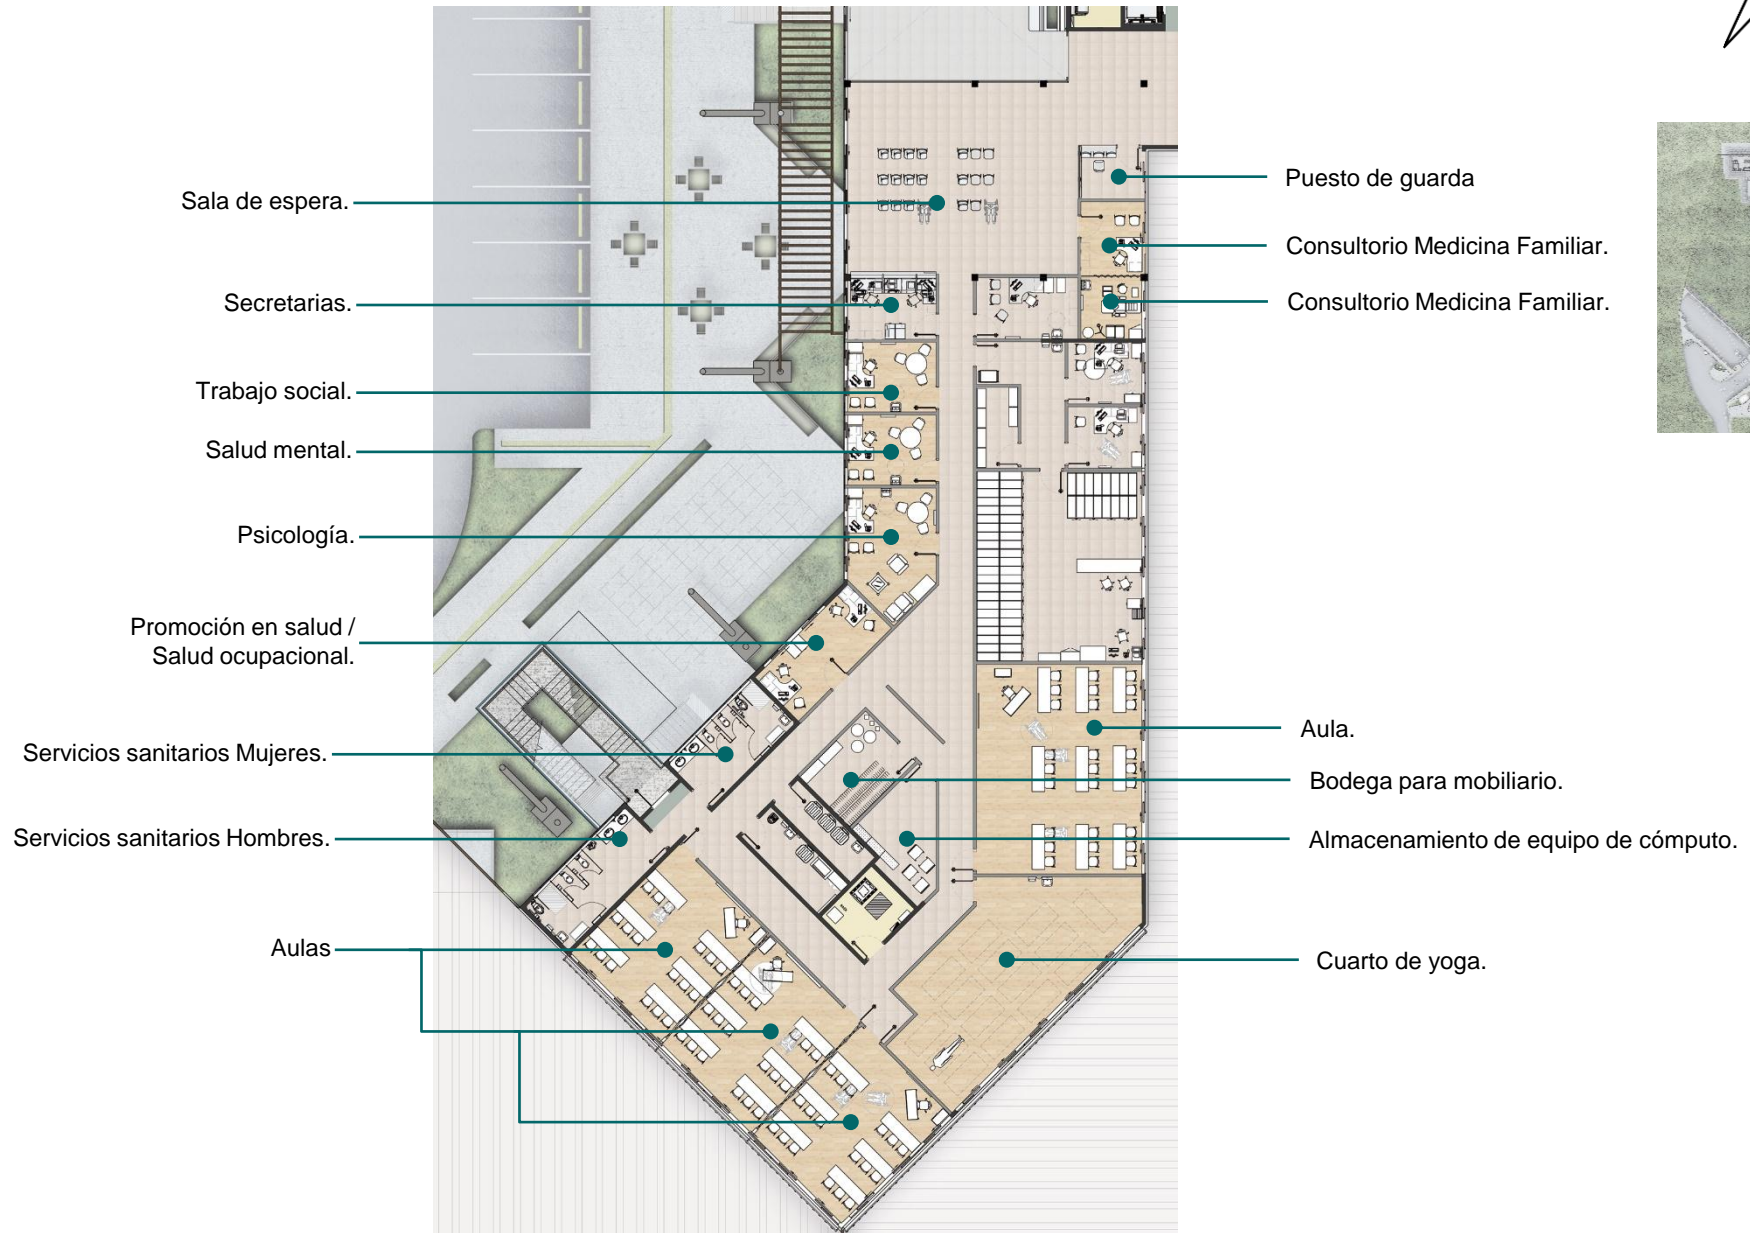 Sala de espera.
Secretarias.
Trabajo social.
Salud mental.
Psicología.
Promoción en salud /
Salud ocupacional.
Servicios sanitarios Mujeres.
Servicios sanitarios Hombres.
Aulas
Puesto de guarda
Consultorio Medicina Familiar.
Consultorio Medicina Familiar.
Aula.
Bodega para mobiliario.
Almacenamiento de equipo de cómputo.
Cuarto de yoga.